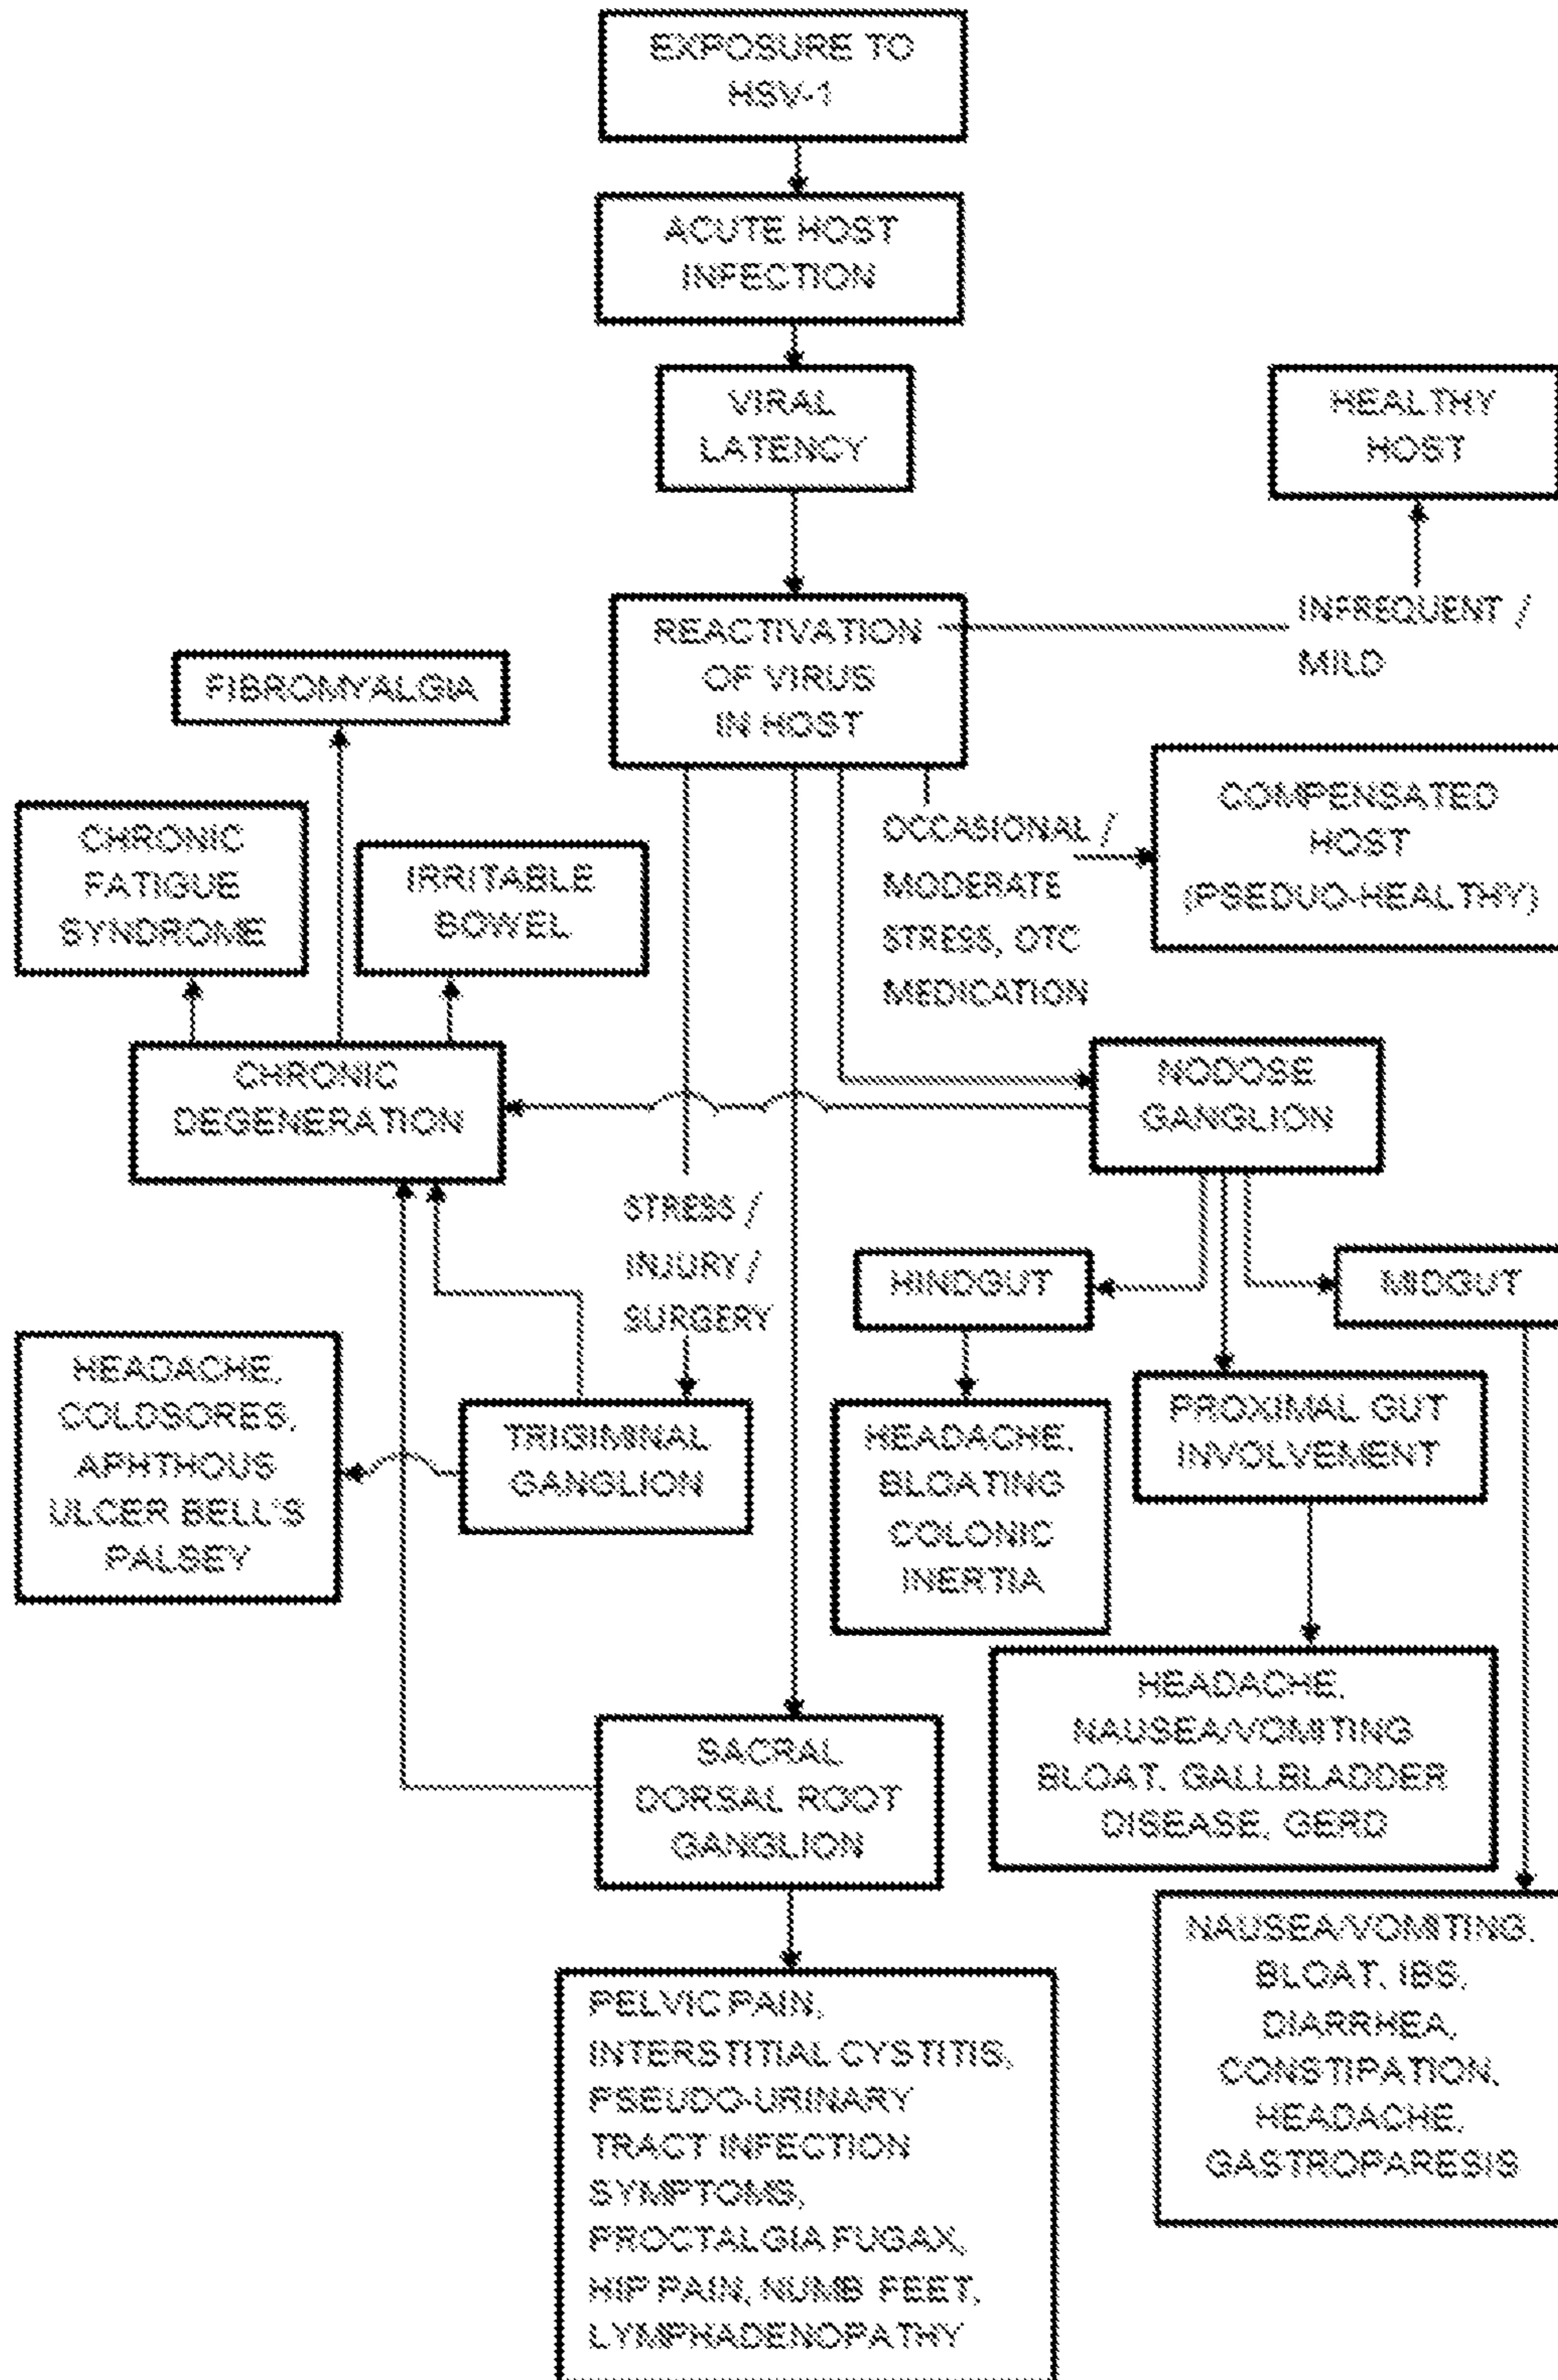 EXPOSURE TO
HSV-1
ACUTE HOST
INFECTION
VIRAL
LATENCY
HEALTHY
HOST
REACTIVATION
OF VIRUS
IN HOST
INFREQUENT /
MILD
FIBROMYALGIA
CHRONIC
FATIGUE
SYNDROME
IRRITABLE
BOWEL
OCCASIONAL /
MODERATE
STRESS, OTC
MEDICATION
COMPENSATED
HOST
(PSEDUO-HEALTHY)
CHRONIC
DEGENERATION
NODOSE
GANGLION
STRESS /
INJURY /
SURGERY
HINDGUT
MIDGUT
HEADACHE,
COLDSORES,
APHTHOUS
ULCER BELL'S
PALSEY
TRIGIMINAL
GANGLION
HEADACHE,
BLOATING
COLONIC
INERTIA
PROXIMAL GUT
INVOLVEMENT
SACRAL
DORSAL ROOT
GANGLION
HEADACHE,
NAUSEA/VOMITING
BLOAT, GALLBLADDER
DISEASE, GERD
PELVIC PAIN,
INTERSTITIAL CYSTITIS,
PSEUDO-URINARY
TRACT INFECTION
SYMPTOMS,
PROCTALGIA FUGAX,
HIP PAIN, NUMB FEET,
LYMPHADENOPATHY
NAUSEA/VOMITING,
BLOAT, IBS,
DIARRHEA,
CONSTIPATION,
HEADACHE,
GASTROPARESIS